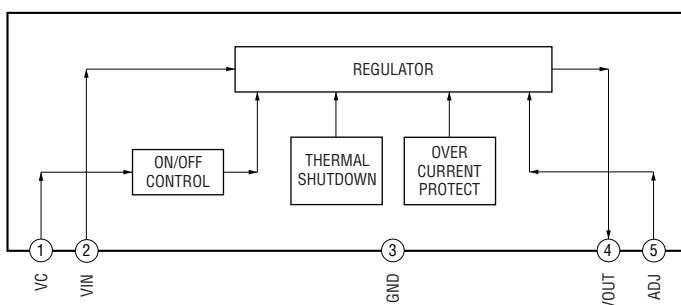 REGULATOR
ON/OFF
CONTROL
THERMAL
SHUTDOWN
OVER
CURRENT
PROTECT
1
2
3
4
5
VC
VIN
GND
VOUT
ADJ